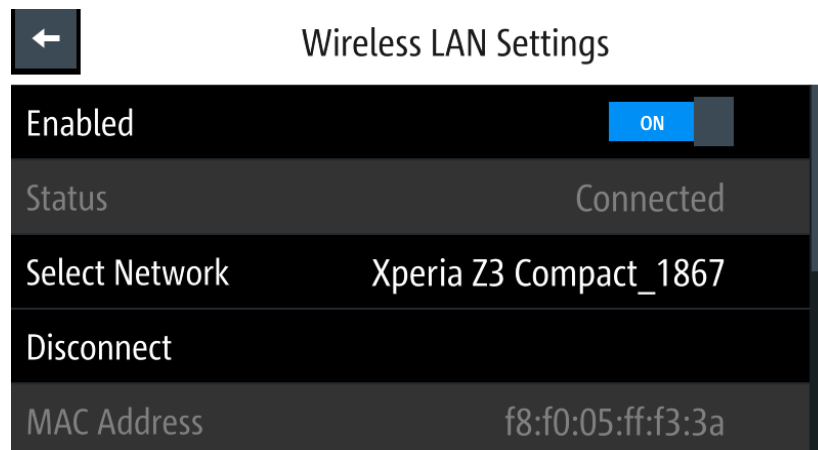 Wireless LAN Settings
Enabled ON
Status Connected
Select Network Xperia Z3 Compact_1867
Disconnect
MAC Address f8:f0:05:ff:f3:3a